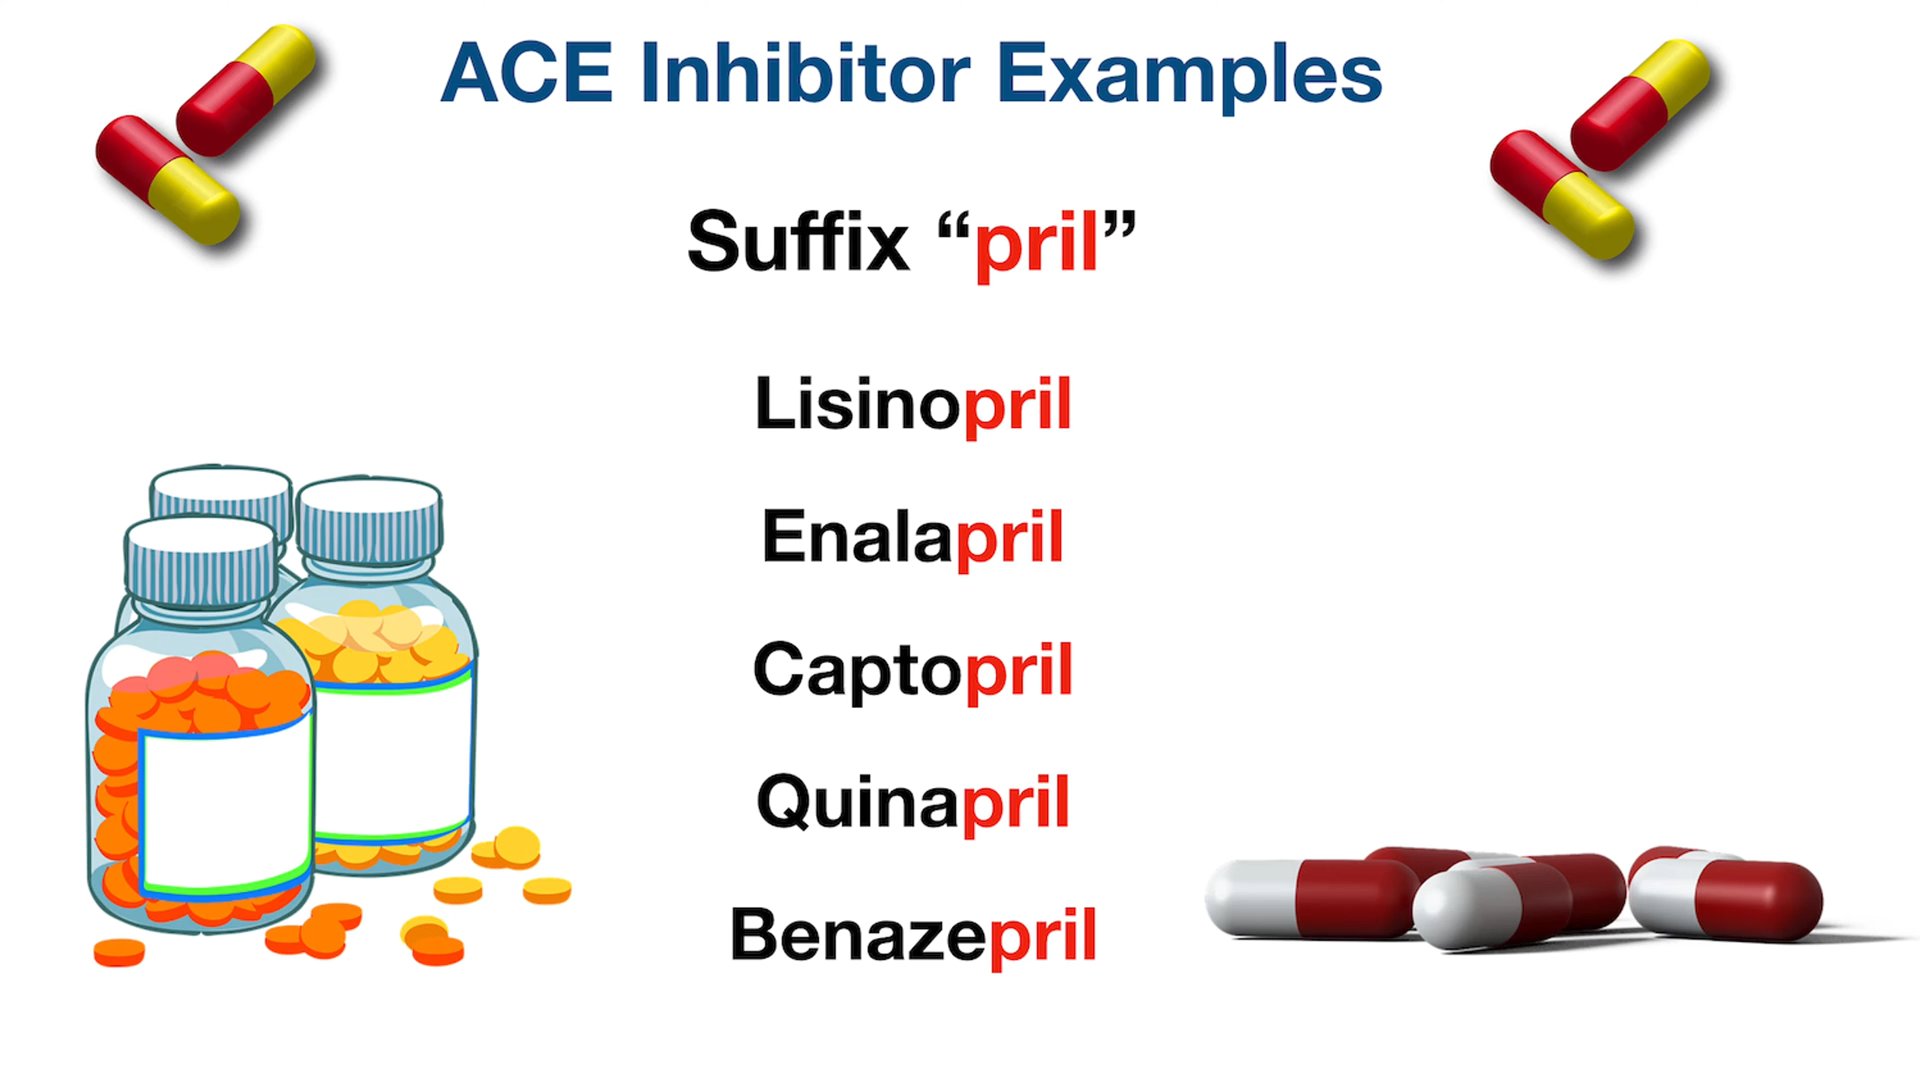 ACE Inhibitor Examples
Suffix “pril”
Lisinopril
Enalapril
Captopril
Quinapril
Benazepril